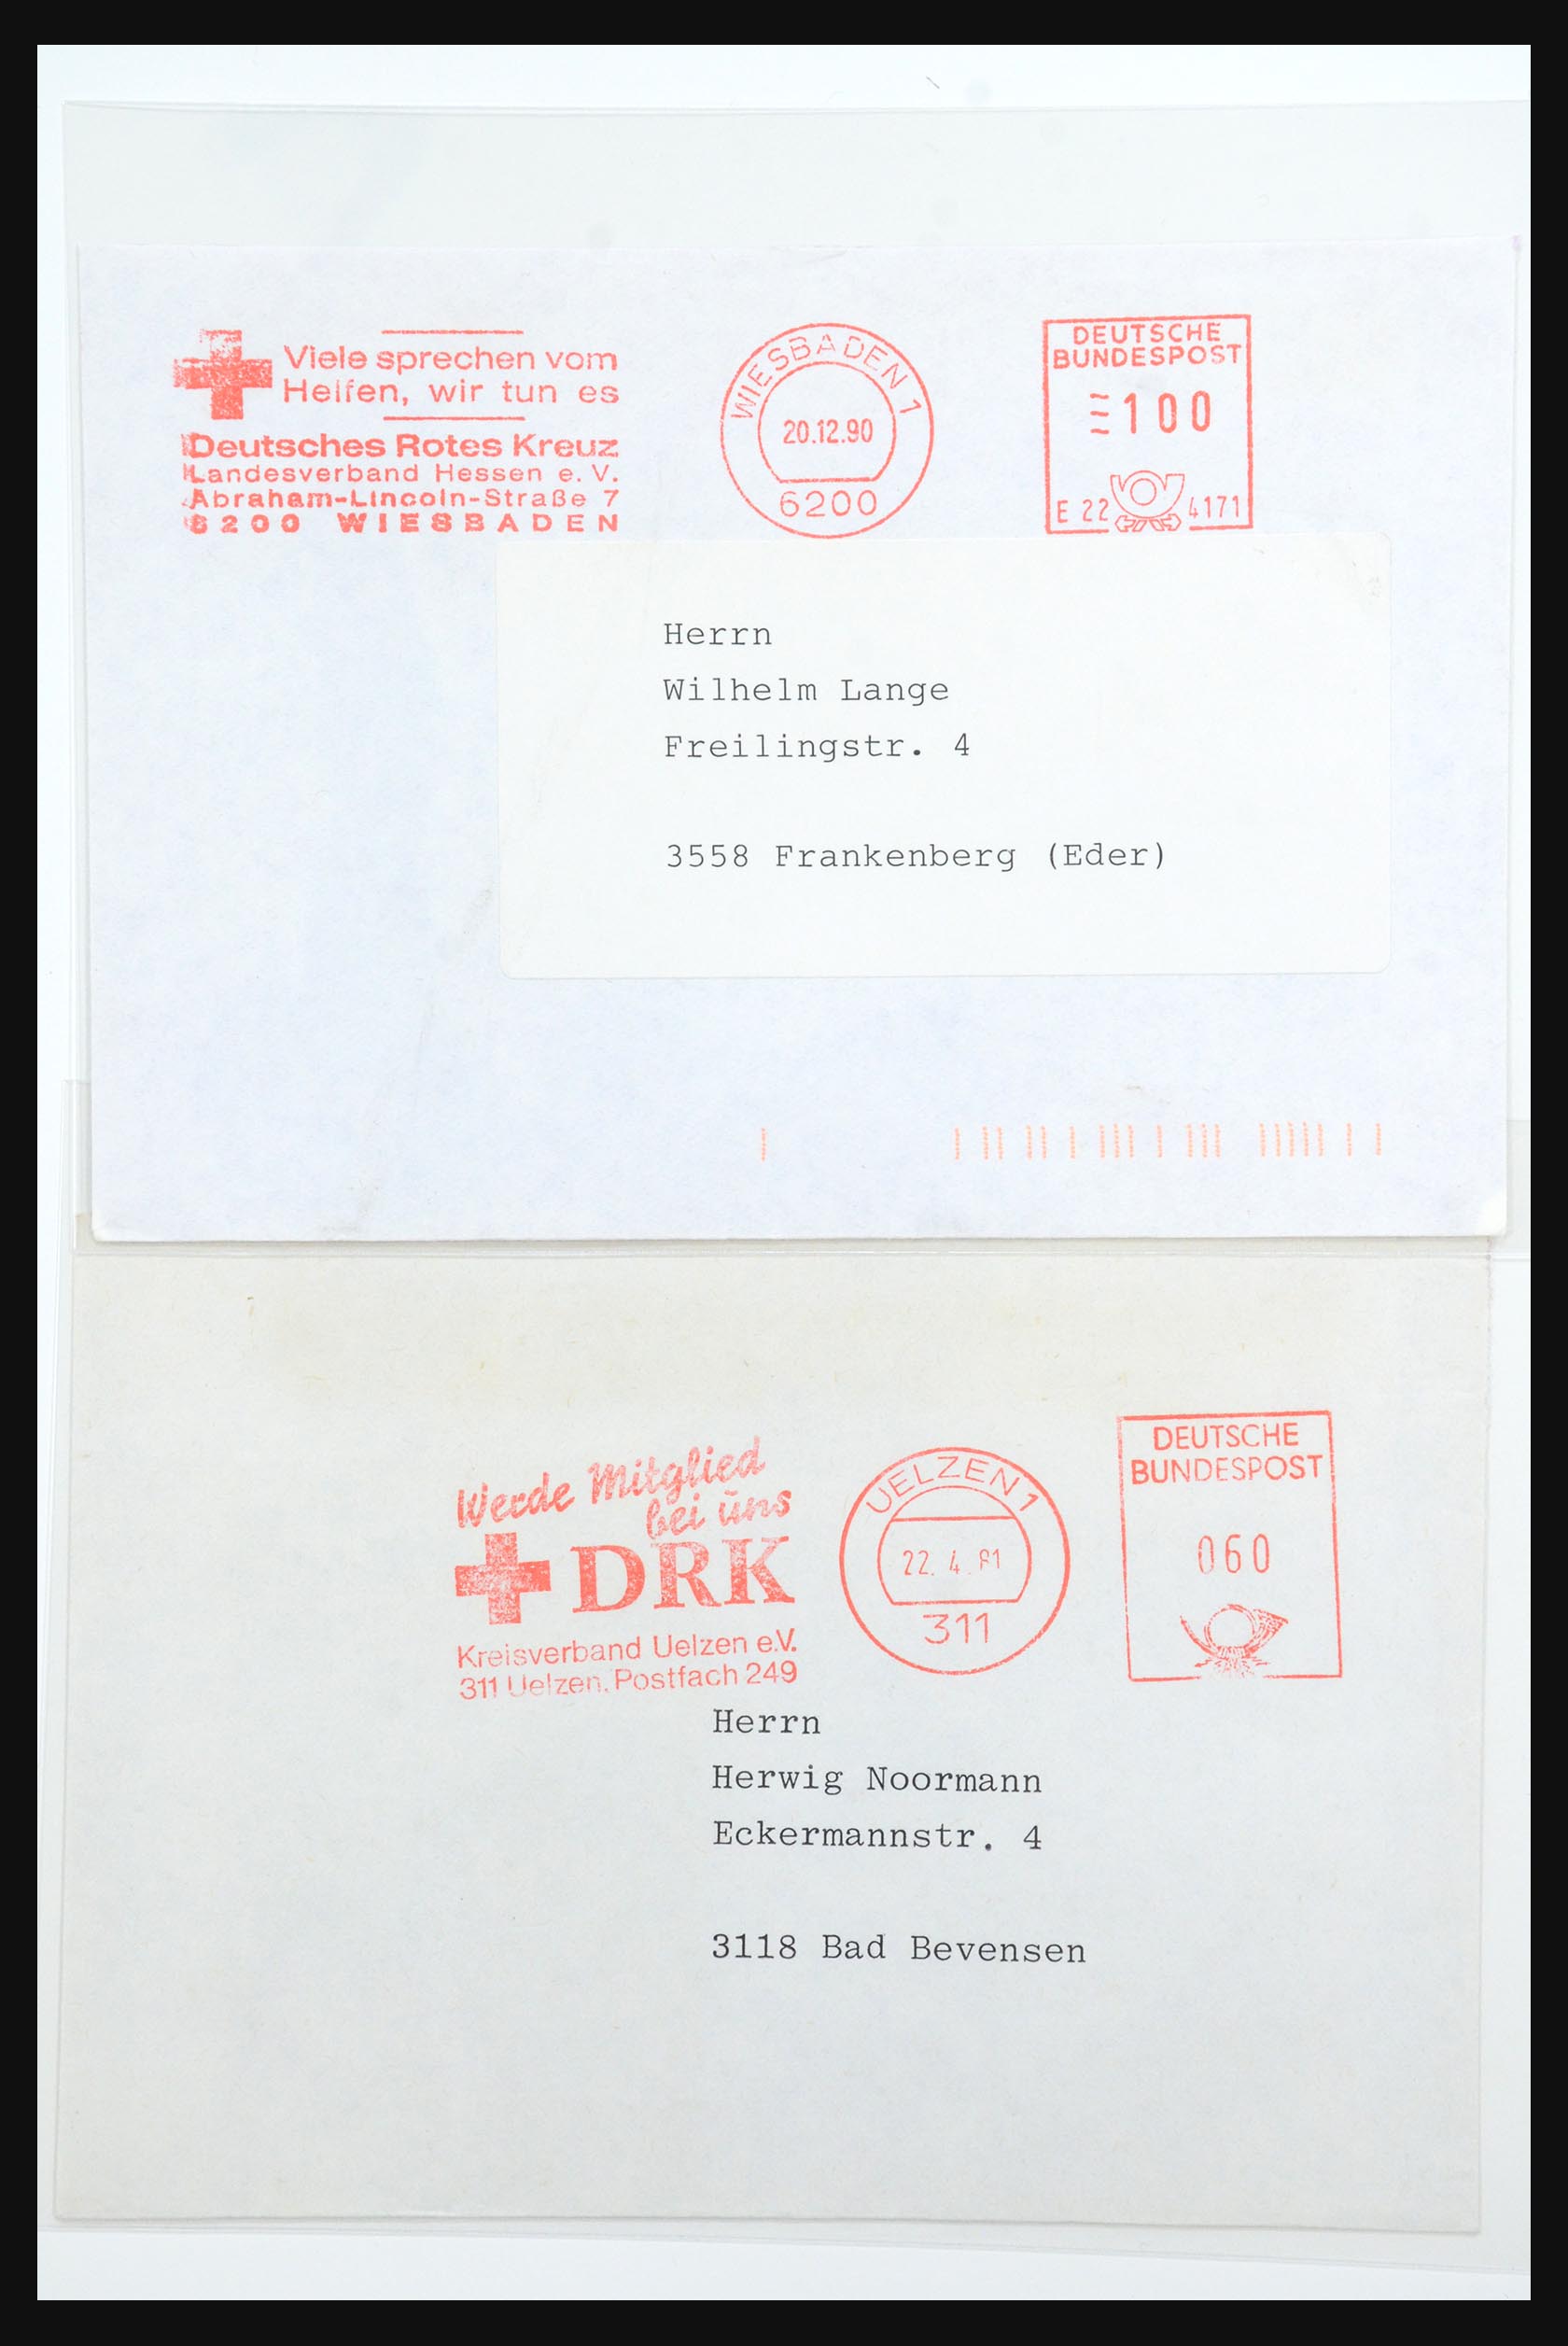 Viele sprechen vom
Helfen, wir tun es
Deutsches Rotes Kreuz
Landesverband Hessen e. V.
Abraham-Lincoln-Straße 7
6200 WIESBADEN
WIESBADEN 1
20.12.90
6200
DEUTSCHE
BUNDESPOST
100
E 22 4171
Herrn
Wilhelm Lange
Freilingstr. 4
3558 Frankenberg (Eder)
Werde Mitglied
bei uns
DRK
Kreisverband Uelzen e.V.
311 Uelzen, Postfach 249
UELZEN 1
22. 4. 81
311
DEUTSCHE
BUNDESPOST
060
Herrn
Herwig Noormann
Eckermannstr. 4
3118 Bad Bevensen